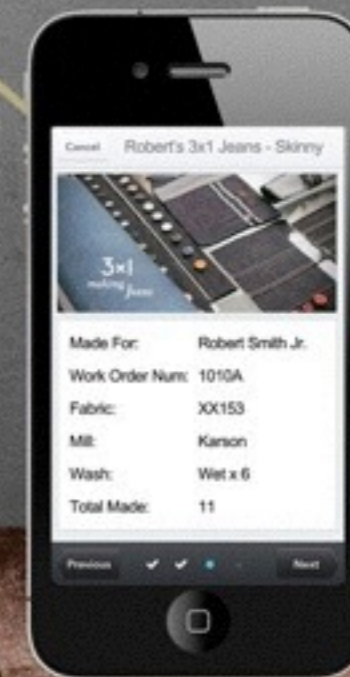 Cancel Robert's 3x1 Jeans - Skinny
3x1
making jeans
Made For: Robert Smith Jr.
Work Order Num: 1010A
Fabric: XX153
Mill: Karson
Wash: Wet x 6
Total Made: 11
Previous Next